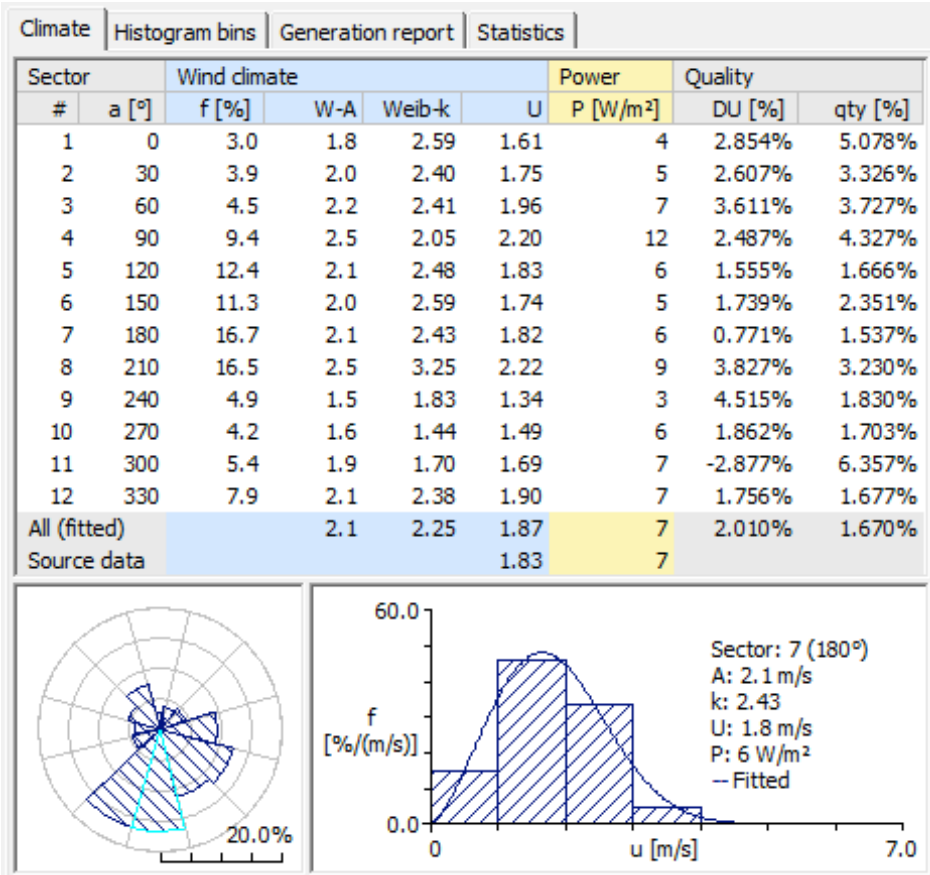 Climate Histogram bins Generation report Statistics
Sector Wind climate Power Quality
# a [°] f [%] W-A Weib-k U P [W/m²] DU [%] qty [%]
1 0 3.0 1.8 2.59 1.61 4 2.854% 5.078%
2 30 3.9 2.0 2.40 1.75 5 2.607% 3.326%
3 60 4.5 2.2 2.41 1.96 7 3.611% 3.727%
4 90 9.4 2.5 2.05 2.20 12 2.487% 4.327%
5 120 12.4 2.1 2.48 1.83 6 1.555% 1.666%
6 150 11.3 2.0 2.59 1.74 5 1.739% 2.351%
7 180 16.7 2.1 2.43 1.82 6 0.771% 1.537%
8 210 16.5 2.5 3.25 2.22 9 3.827% 3.230%
9 240 4.9 1.5 1.83 1.34 3 4.515% 1.830%
10 270 4.2 1.6 1.44 1.49 6 1.862% 1.703%
11 300 5.4 1.9 1.70 1.69 7 -2.877% 6.357%
12 330 7.9 2.1 2.38 1.90 7 1.756% 1.677%
All (fitted) 2.1 2.25 1.87 7 2.010% 1.670%
Source data 1.83 7
20.0%
60.0
f
[%/(m/s)]
0.0
0 u [m/s] 7.0
Sector: 7 (180°)
A: 2.1 m/s
k: 2.43
U: 1.8 m/s
P: 6 W/m²
-- Fitted